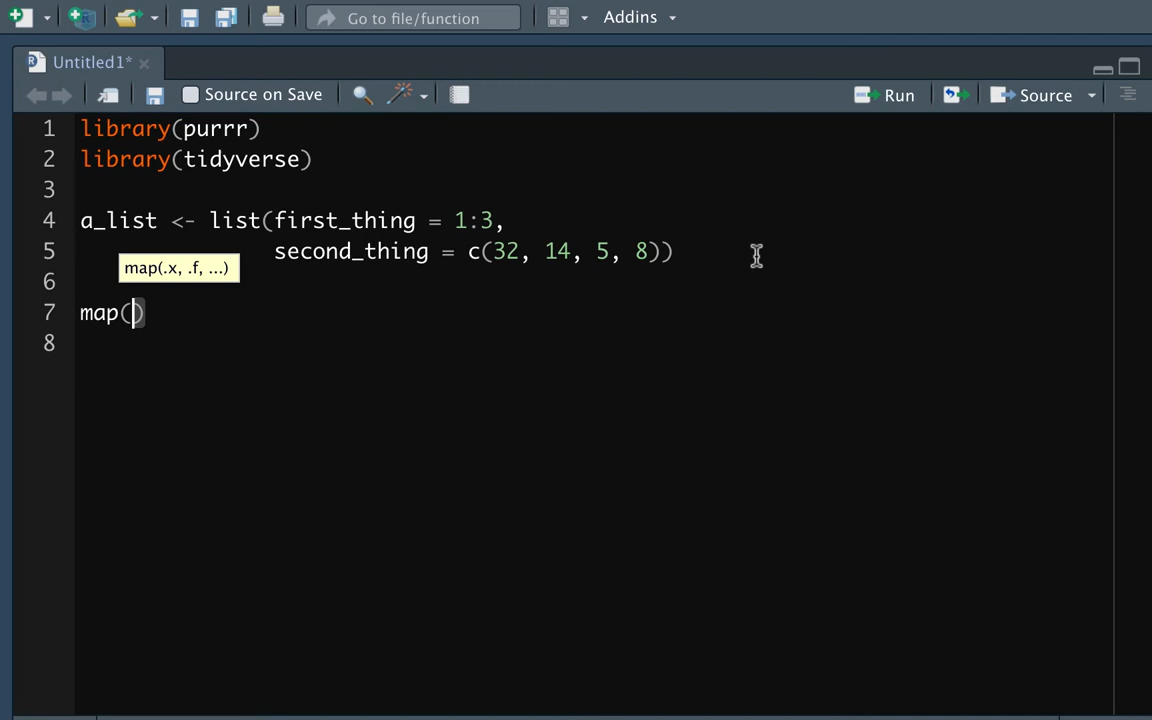 Go to file/function Addins
Untitled1*
Source on Save Run Source
1 library(purrr)
2 library(tidyverse)
3
4 a_list <- list(first_thing = 1:3,
5 second_thing = c(32, 14, 5, 8))
map(.x, .f, ...)
6
7 map()
8